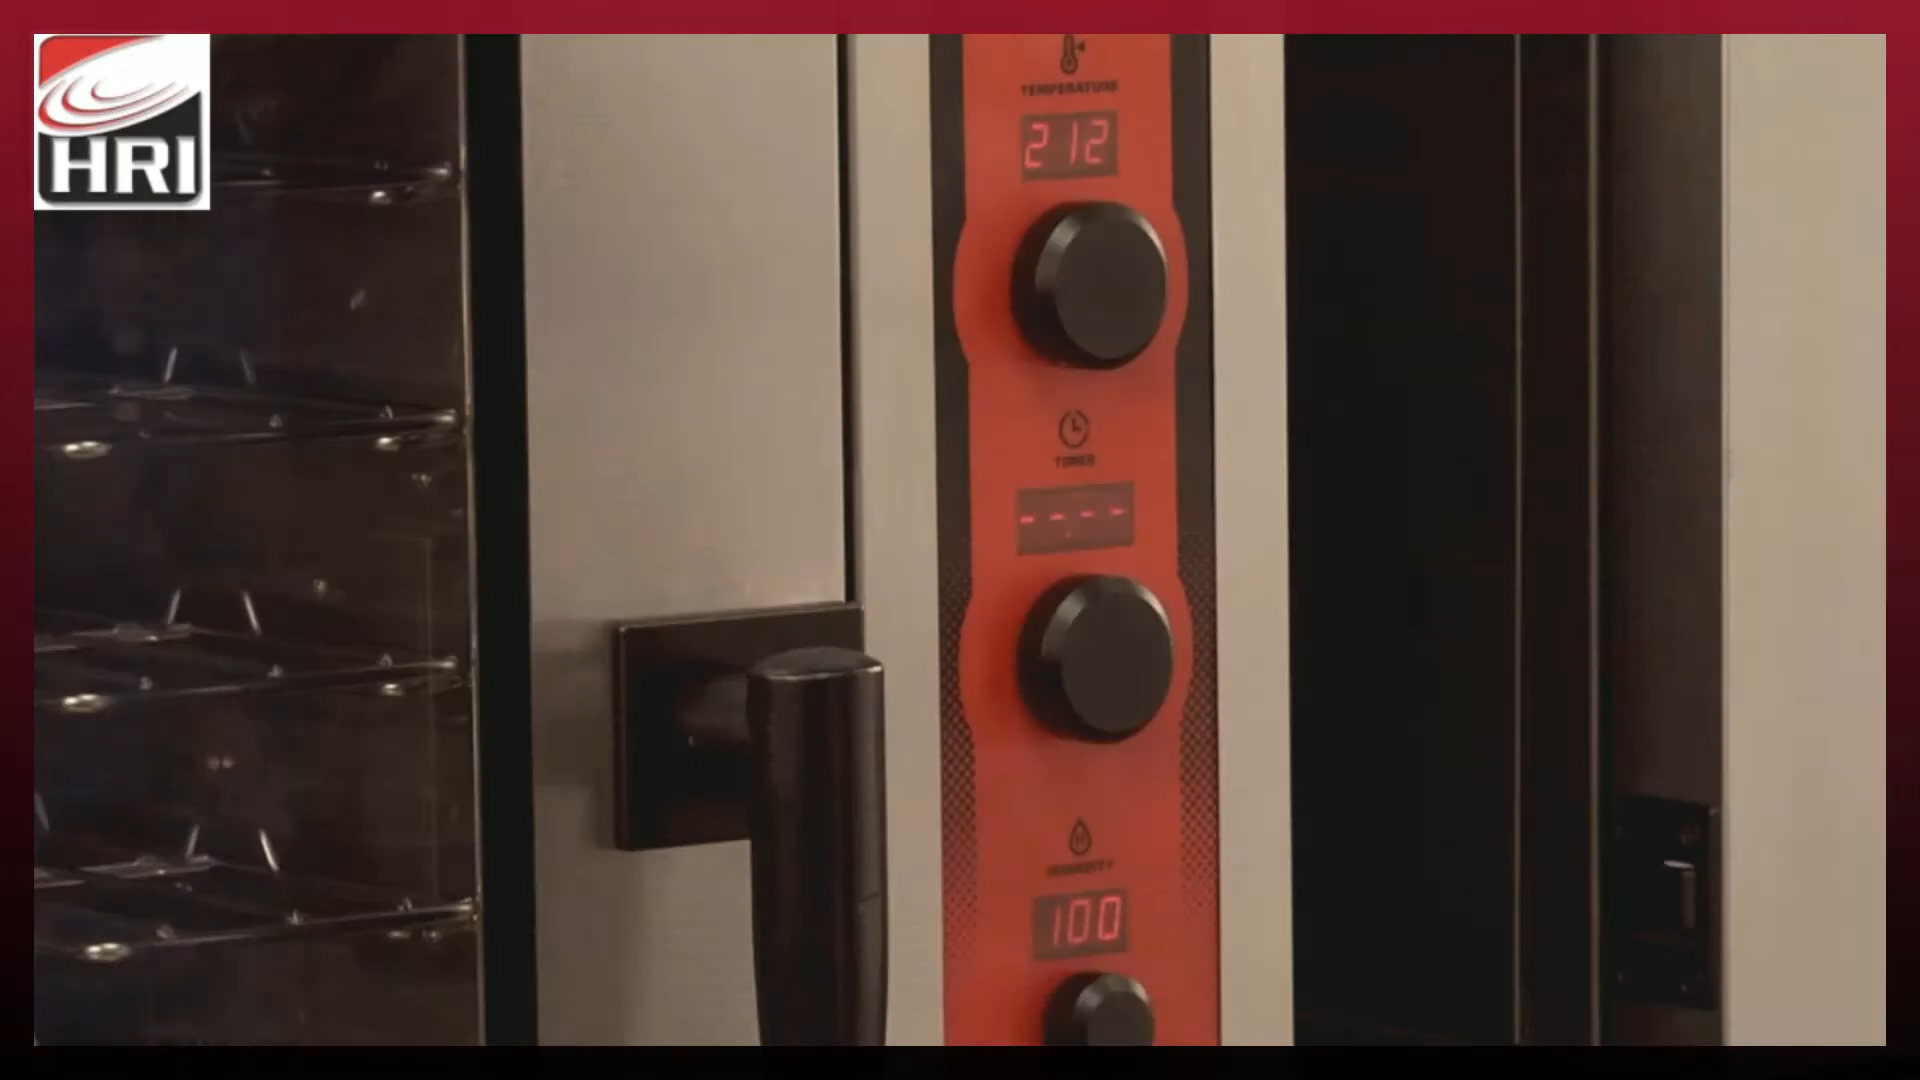 HRI
TEMPERATURE
212
TIMER
--:--
HUMIDITY
100